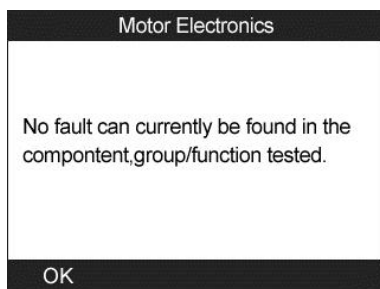 Motor Electronics
No fault can currently be found in the
compontent,group/function tested.
OK